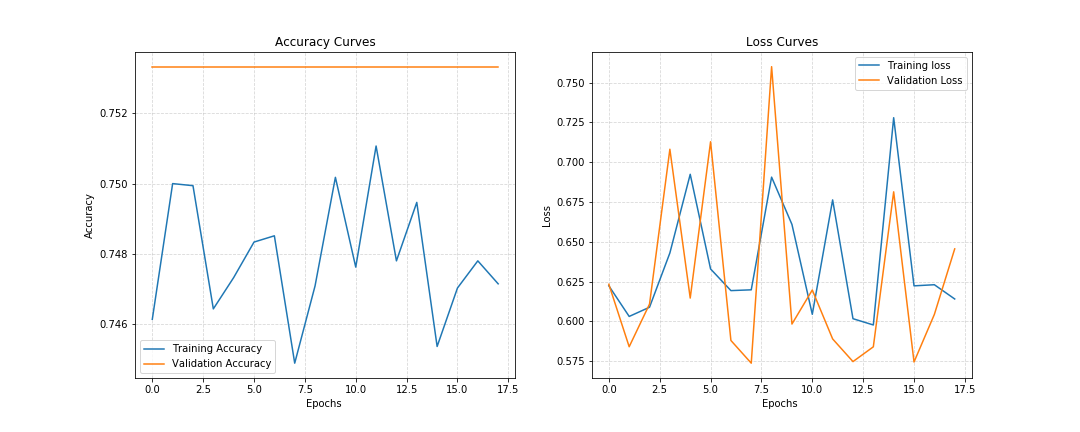 Accuracy Curves
0.752
0.750
0.748
0.746
Accuracy
Training Accuracy
Validation Accuracy
0.0 2.5 5.0 7.5 10.0 12.5 15.0 17.5
Epochs
Loss Curves
0.750
0.725
0.700
0.675
0.650
0.625
0.600
0.575
Loss
Training loss
Validation Loss
0.0 2.5 5.0 7.5 10.0 12.5 15.0 17.5
Epochs